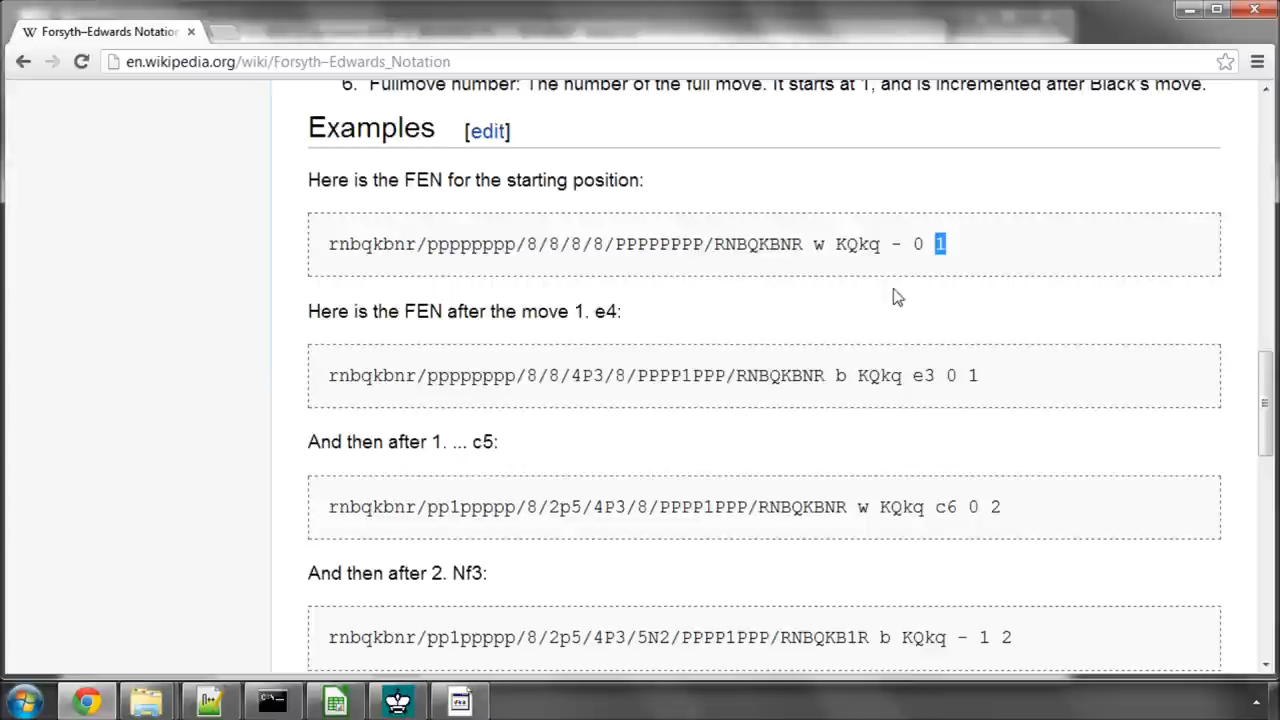 Forsyth–Edwards Notation
en.wikipedia.org/wiki/Forsyth–Edwards_Notation
6. Fullmove number: The number of the full move. It starts at 1, and is incremented after Black's move.
Examples [edit]
Here is the FEN for the starting position:
rnbqkbnr/pppppppp/8/8/8/8/PPPPPPPP/RNBQKBNR w KQkq - 0 1
Here is the FEN after the move 1. e4:
rnbqkbnr/pppppppp/8/8/4P3/8/PPPP1PPP/RNBQKBNR b KQkq e3 0 1
And then after 1. ... c5:
rnbqkbnr/pp1ppppp/8/2p5/4P3/8/PPPP1PPP/RNBQKBNR w KQkq c6 0 2
And then after 2. Nf3:
rnbqkbnr/pp1ppppp/8/2p5/4P3/5N2/PPPP1PPP/RNBQKB1R b KQkq - 1 2